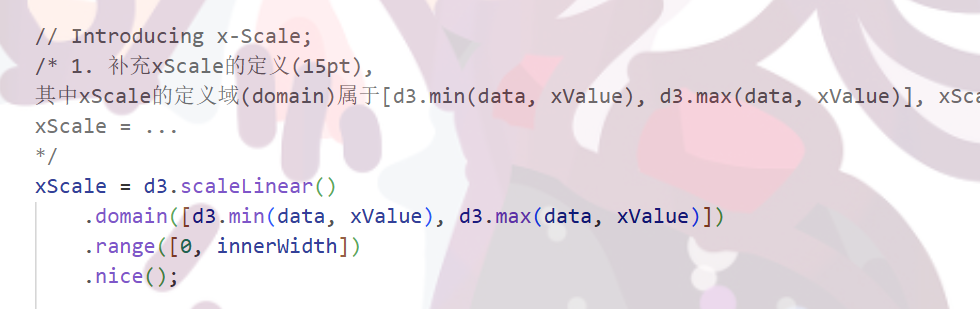 // Introducing x-Scale;
/* 1. 补充xScale的定义(15pt),
其中xScale的定义域(domain)属于[d3.min(data, xValue), d3.max(data, xValue)], xSca
xScale = ...
*/
xScale = d3.scaleLinear()
.domain([d3.min(data, xValue), d3.max(data, xValue)])
.range([0, innerWidth])
.nice();